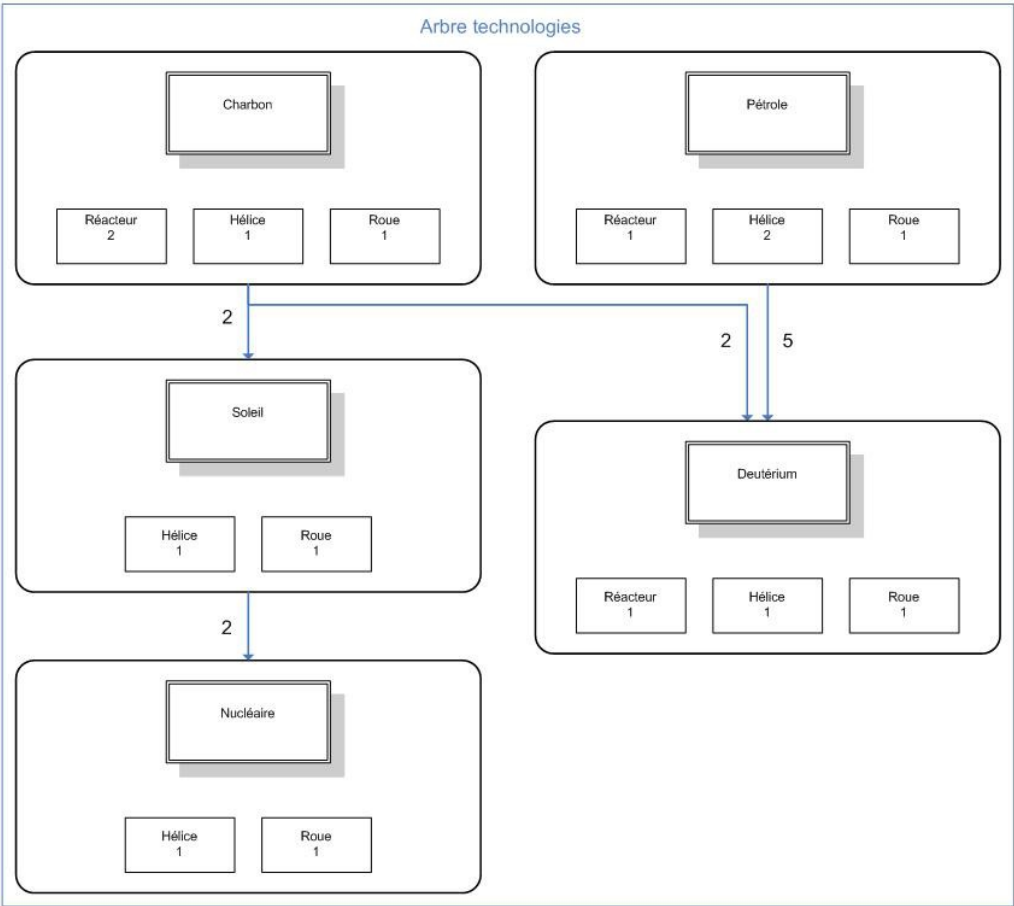 Arbre technologies
Charbon
Réacteur
2
Hélice
1
Roue
1
Pétrole
Réacteur
1
Hélice
2
Roue
1
2
2
5
Soleil
Hélice
1
Roue
1
Deutérium
Réacteur
1
Hélice
1
Roue
1
2
Nucléaire
Hélice
1
Roue
1